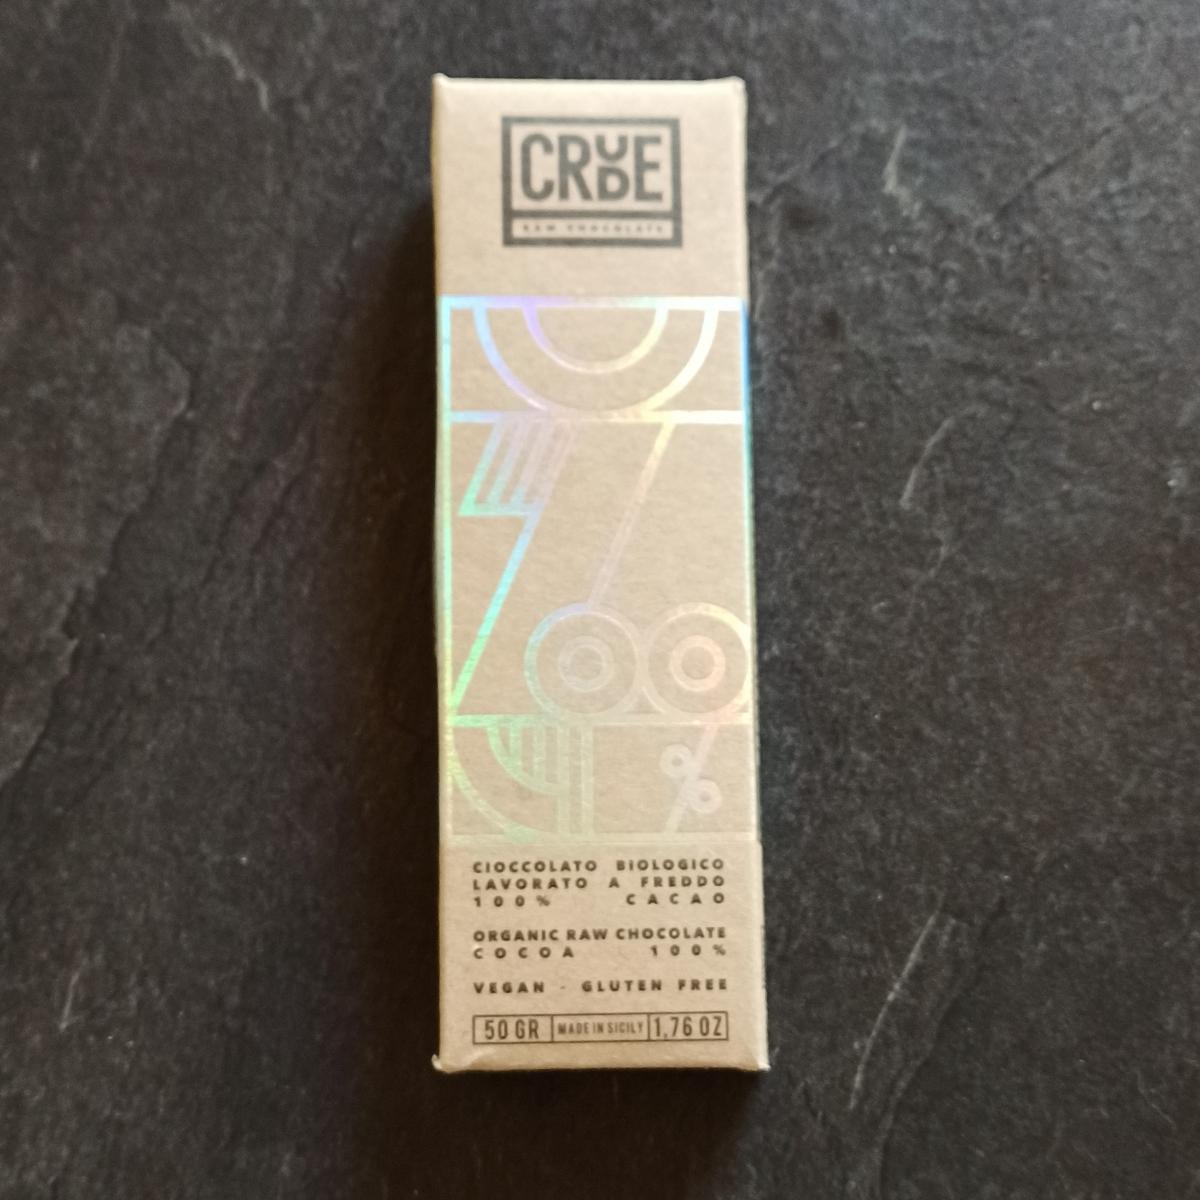 CRUDE
RAW CHOCOLATE
100
%
CIOCCOLATO BIOLOGICO
LAVORATO A FREDDO
100% CACAO
ORGANIC RAW CHOCOLATE
COCOA 100%
VEGAN - GLUTEN FREE
50 GR MADE IN SICILY 1,76 OZ